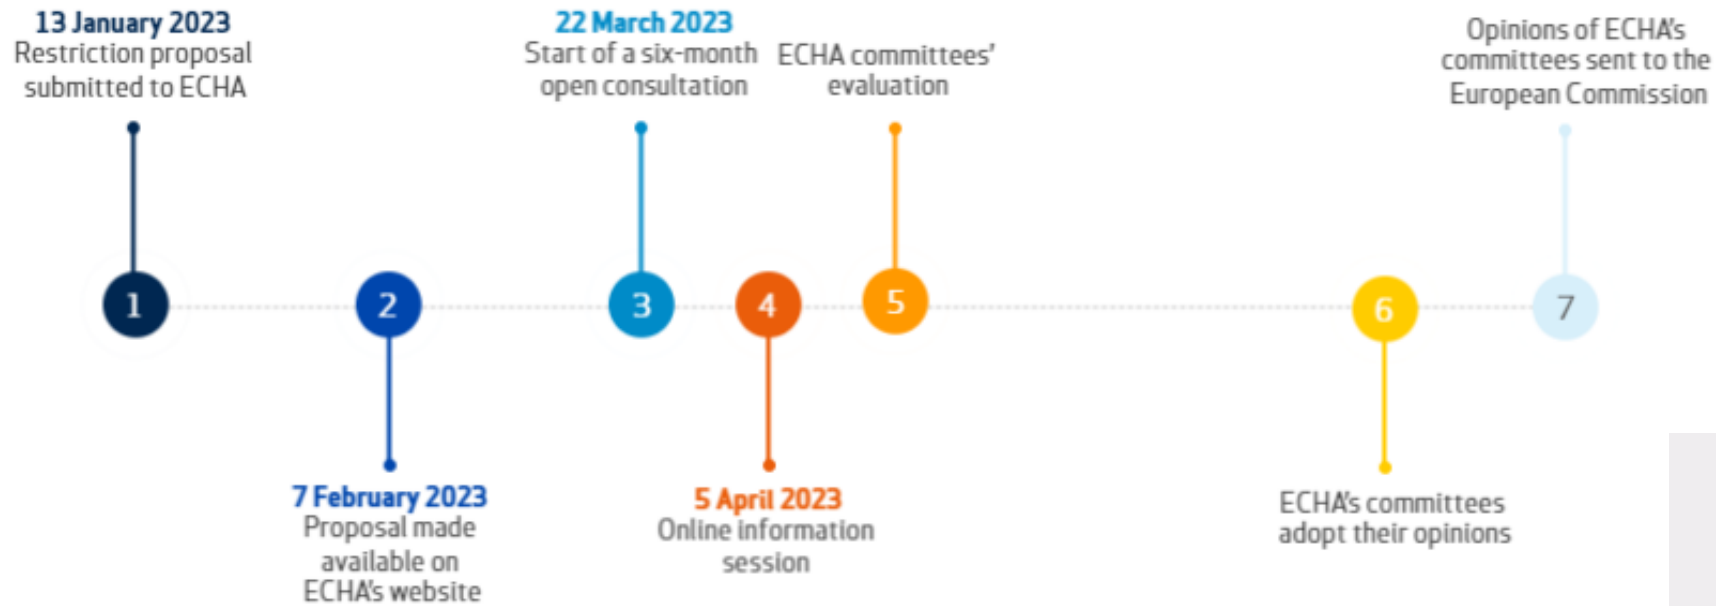 13 January 2023
Restriction proposal
submitted to ECHA
22 March 2023
Start of a six-month
open consultation
ECHA committees'
evaluation
Opinions of ECHA's
committees sent to the
European Commission
1
2
3
4
5
6
7
7 February 2023
Proposal made
available on
ECHA's website
5 April 2023
Online information
session
ECHA's committees
adopt their opinions